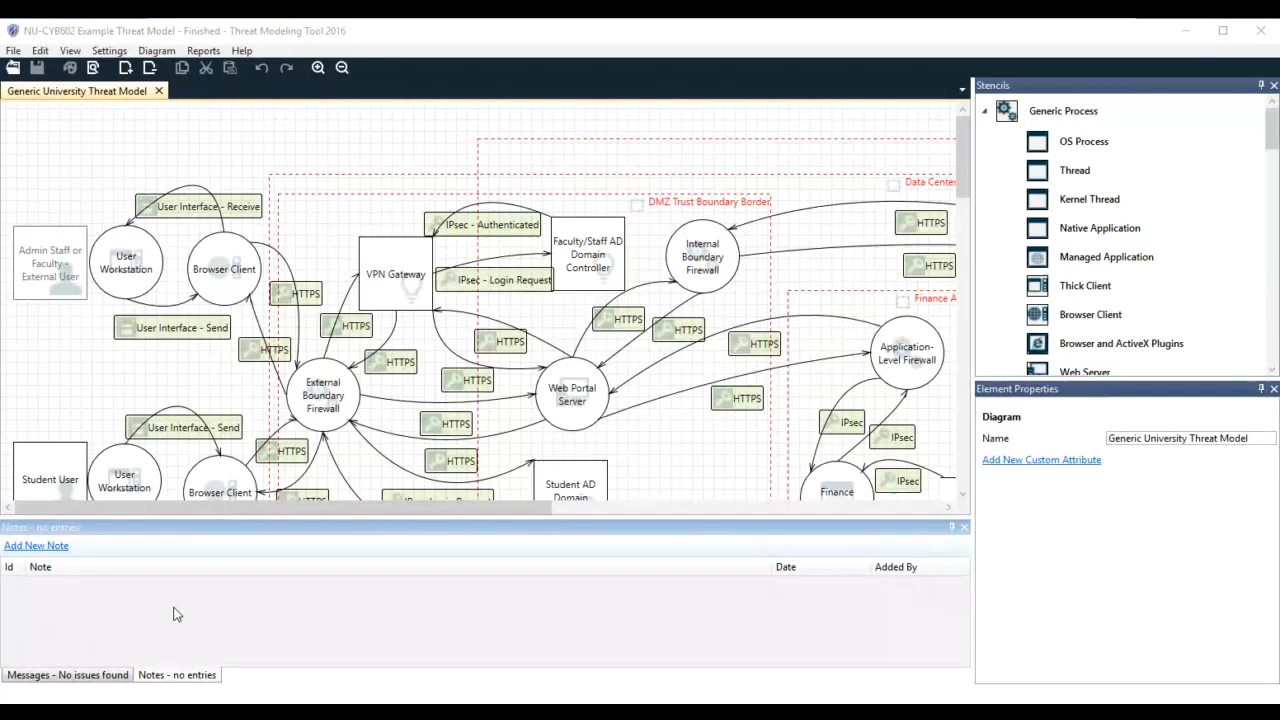 NU-CYB602 Example Threat Model - Finished - Threat Modeling Tool 2016
File Edit View Settings Diagram Reports Help
Generic University Threat Model
Data Center
DMZ Trust Boundary Border
User Interface - Receive
Admin Staff or
Faculty -
External User
User
Workstation
Browser Client
User Interface - Send
HTTPS
HTTPS
VPN Gateway
IPsec - Authenticated
IPsec - Login Request
Faculty/Staff AD
Domain
Controller
Internal
Boundary
Firewall
HTTPS
HTTPS
Finance A
HTTPS
HTTPS
HTTPS
HTTPS
HTTPS
HTTPS
HTTPS
HTTPS
Application-
Level Firewall
External
Boundary
Firewall
Web Portal
Server
HTTPS
HTTPS
HTTPS
IPsec
IPsec
IPsec
Finance
User Interface - Send
HTTPS
Student User
User
Workstation
Browser Client
HTTPS
Student AD
Domain
Stencils
Generic Process
OS Process
Thread
Kernel Thread
Native Application
Managed Application
Thick Client
Browser Client
Browser and ActiveX Plugins
Web Server
Element Properties
Diagram
Name Generic University Threat Model
Add New Custom Attribute
Notes - no entries
Add New Note
Id Note Date Added By
Messages - No issues found Notes - no entries